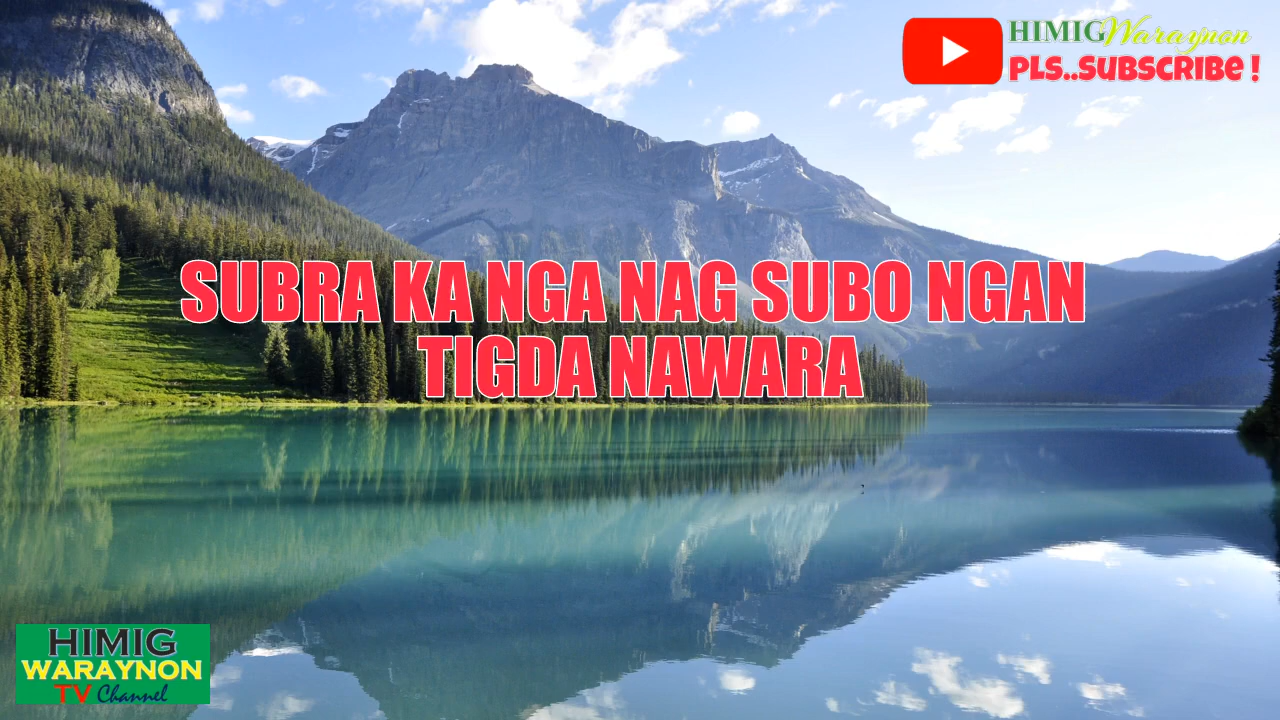 HIMIG Waraynon
PLS..SUBSCRIBE !
SUBRA KA NGA NAG SUBO NGAN
TIGDA NAWARA
HIMIG
WARAYNON
TV Channel